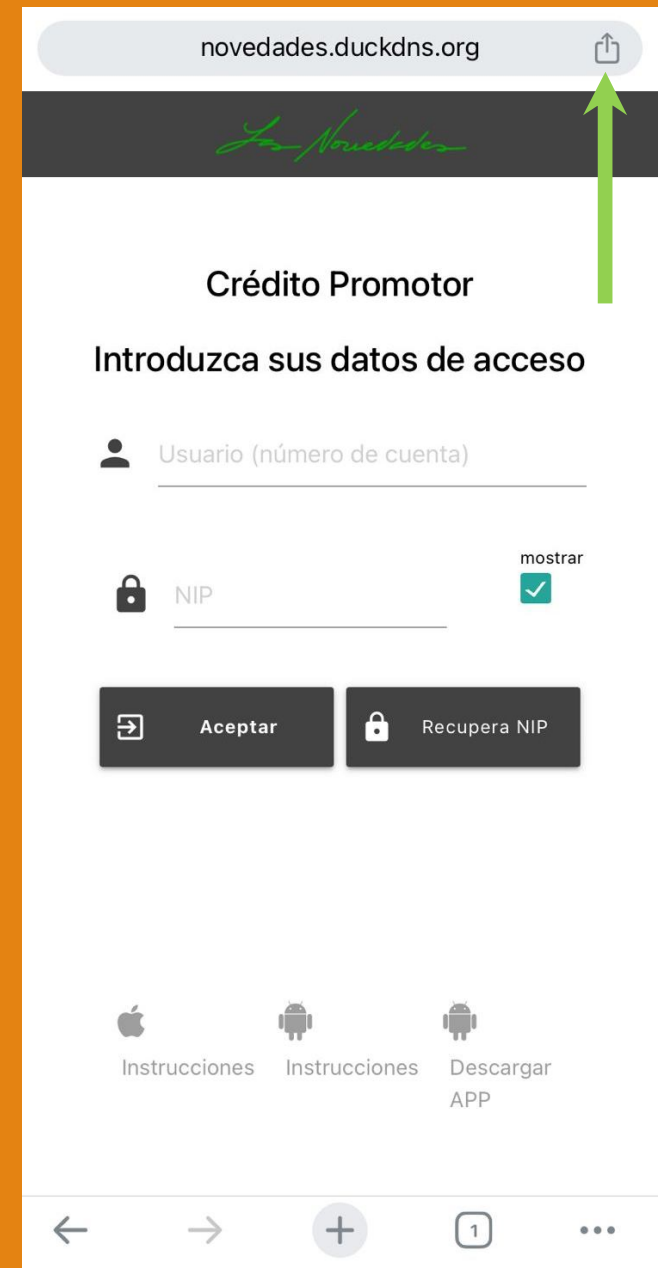 novedades.duckdns.org
Las Novedades
Crédito Promotor
Introduzca sus datos de acceso
Usuario (número de cuenta)
mostrar
NIP
Aceptar
Recupera NIP
Instrucciones
Instrucciones
Descargar
APP
1